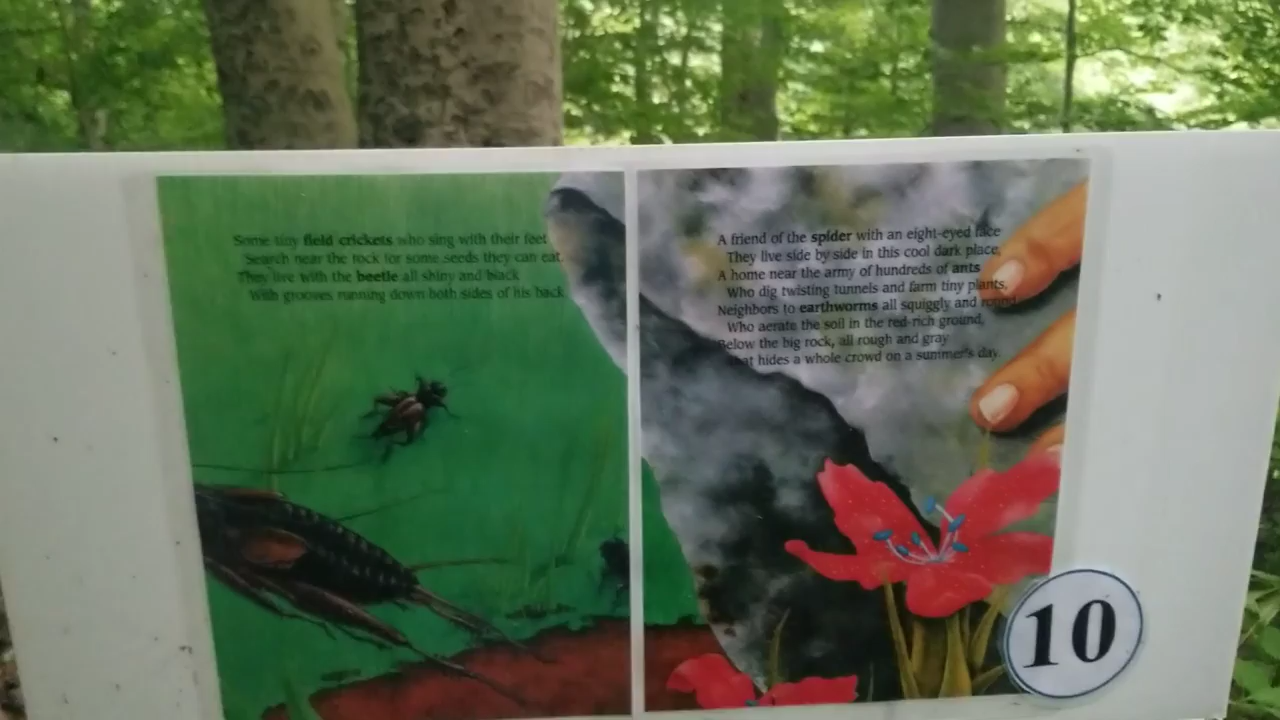 Some tiny field crickets who sing with their feet
Search near the rock for some seeds they can eat.
They live with the beetle all shiny and black
With grooves running down both sides of his back
A friend of the spider with an eight-eyed face
They live side by side in this cool dark place,
A home near the army of hundreds of ants
Who dig twisting tunnels and farm tiny plants,
Neighbors to earthworms all squiggly and round
Who aerate the soil in the red-rich ground,
Below the big rock, all rough and gray
That hides a whole crowd on a summer's day.
10